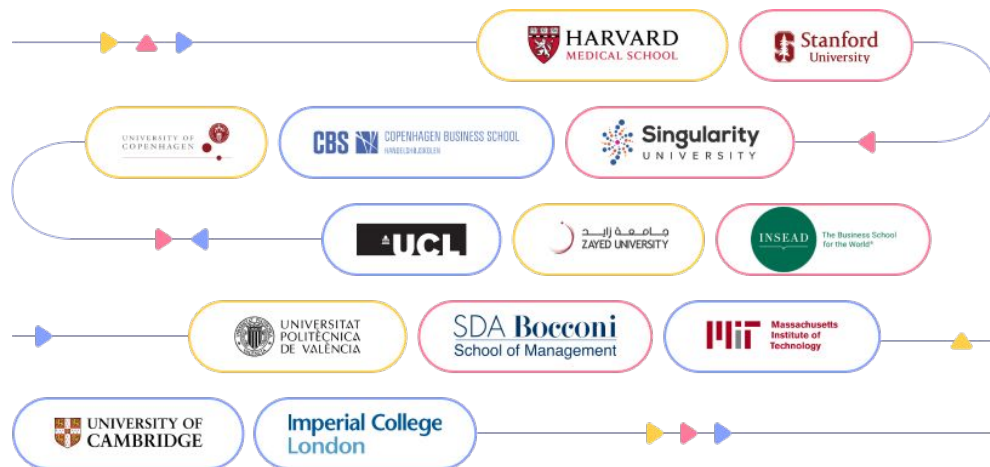 HARVARD
MEDICAL SCHOOL
Stanford
University
UNIVERSITY OF
COPENHAGEN
CBS
COPENHAGEN BUSINESS SCHOOL
HANDELSHØJSKOLEN
Singularity
UNIVERSITY
UCL
جامعة زايد
ZAYED UNIVERSITY
INSEAD
The Business School
for the World®
UNIVERSITAT
POLITÈCNICA
DE VALÈNCIA
SDA Bocconi
School of Management
MIT
Massachusetts
Institute of
Technology
UNIVERSITY OF
CAMBRIDGE
Imperial College
London